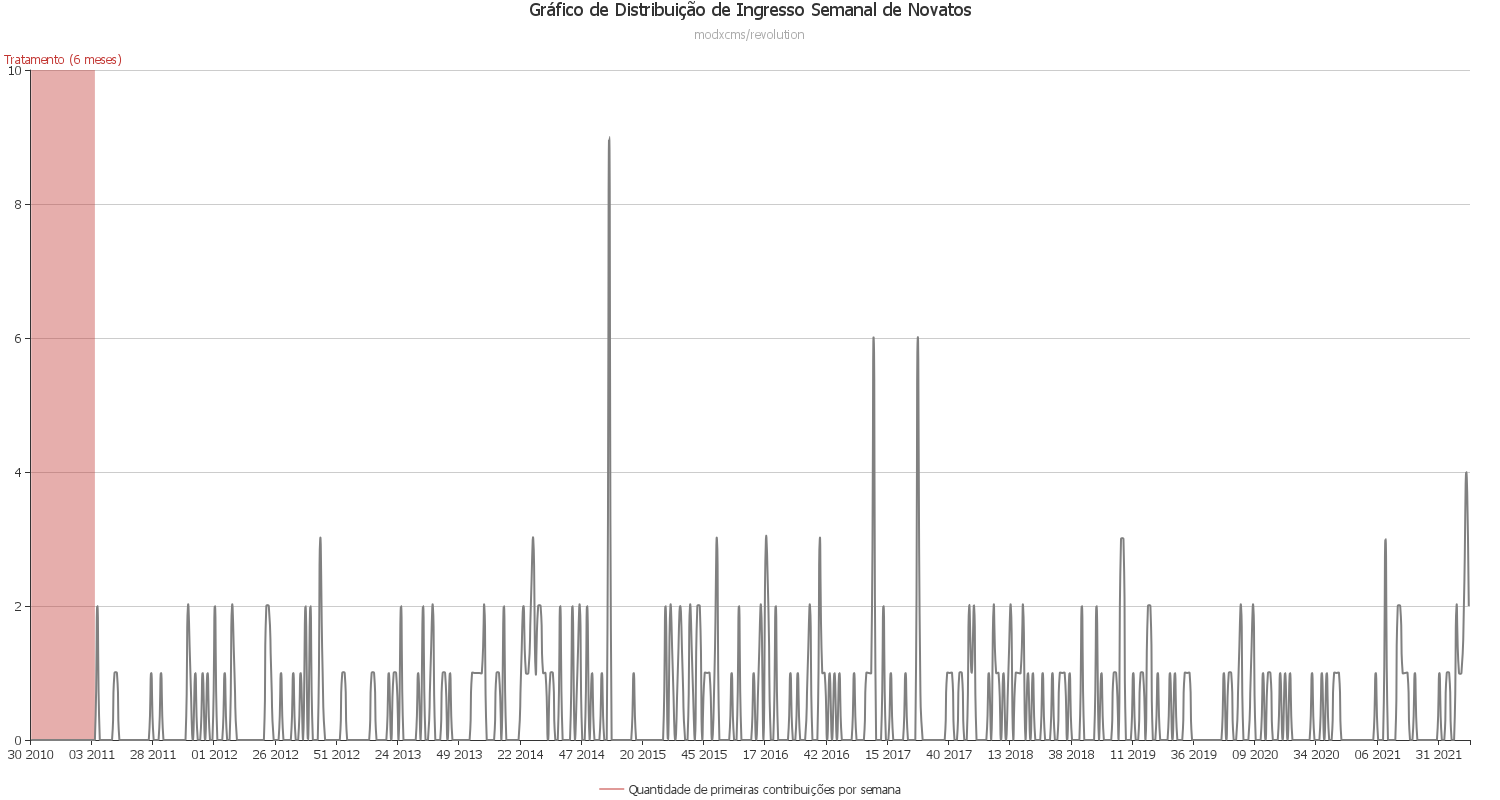 Gráfico de Distribuição de Ingresso Semanal de Novatos
modxcms/revolution
Tratamento (6 meses)
10
8
6
4
2
0
30 2010 03 2011 28 2011 01 2012 26 2012 51 2012 24 2013 49 2013 22 2014 47 2014 20 2015 45 2015 17 2016 42 2016 15 2017 40 2017 13 2018 38 2018 11 2019 36 2019 09 2020 34 2020 06 2021 31 2021
Quantidade de primeiras contribuições por semana